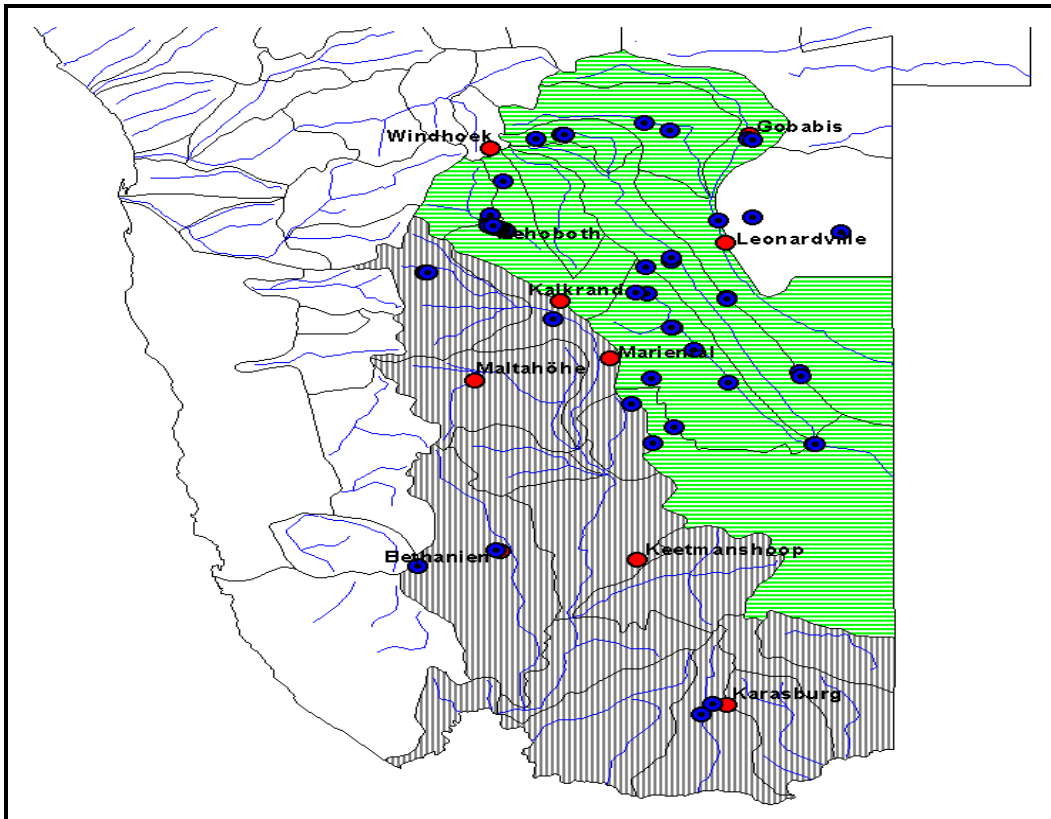 Gobabis
Windhoek
Rehoboth
Leonardville
Kalkrand
Mariental
Maltahöhe
Bethanien
Keetmanshoop
Karasburg